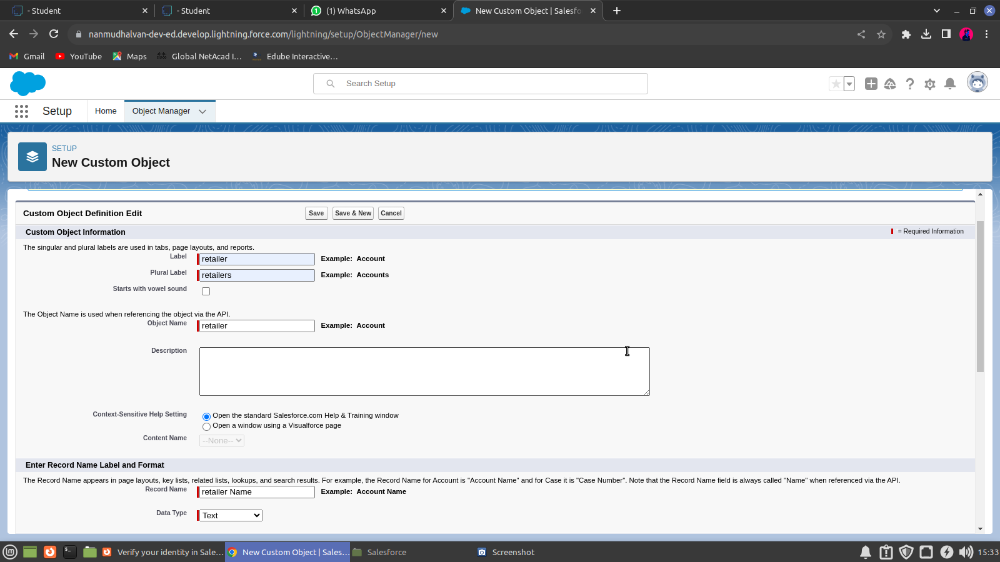 - Student
- Student
(1) WhatsApp
New Custom Object | Salesfo
nanmudhalvan-dev-ed.develop.lightning.force.com/lightning/setup/ObjectManager/new
Gmail
YouTube
Maps
Global NetAcad I...
Edube Interactive...
Search Setup
Setup
Home
Object Manager
SETUP
New Custom Object
Custom Object Definition Edit
Save
Save & New
Cancel
Custom Object Information
= Required Information
The singular and plural labels are used in tabs, page layouts, and reports.
Label retailer Example: Account
Plural Label retailers Example: Accounts
Starts with vowel sound
The Object Name is used when referencing the object via the API.
Object Name retailer Example: Account
Description
Context-Sensitive Help Setting Open the standard Salesforce.com Help & Training window
Open a window using a Visualforce page
Content Name --None--
Enter Record Name Label and Format
The Record Name appears in page layouts, key lists, related lists, lookups, and search results. For example, the Record Name for Account is "Account Name" and for Case it is "Case Number". Note that the Record Name field is always called "Name" when referenced via the API.
Record Name retailer Name Example: Account Name
Data Type Text
Verify your identity in Sale...
New Custom Object | Sales...
Salesforce
Screenshot
15:33